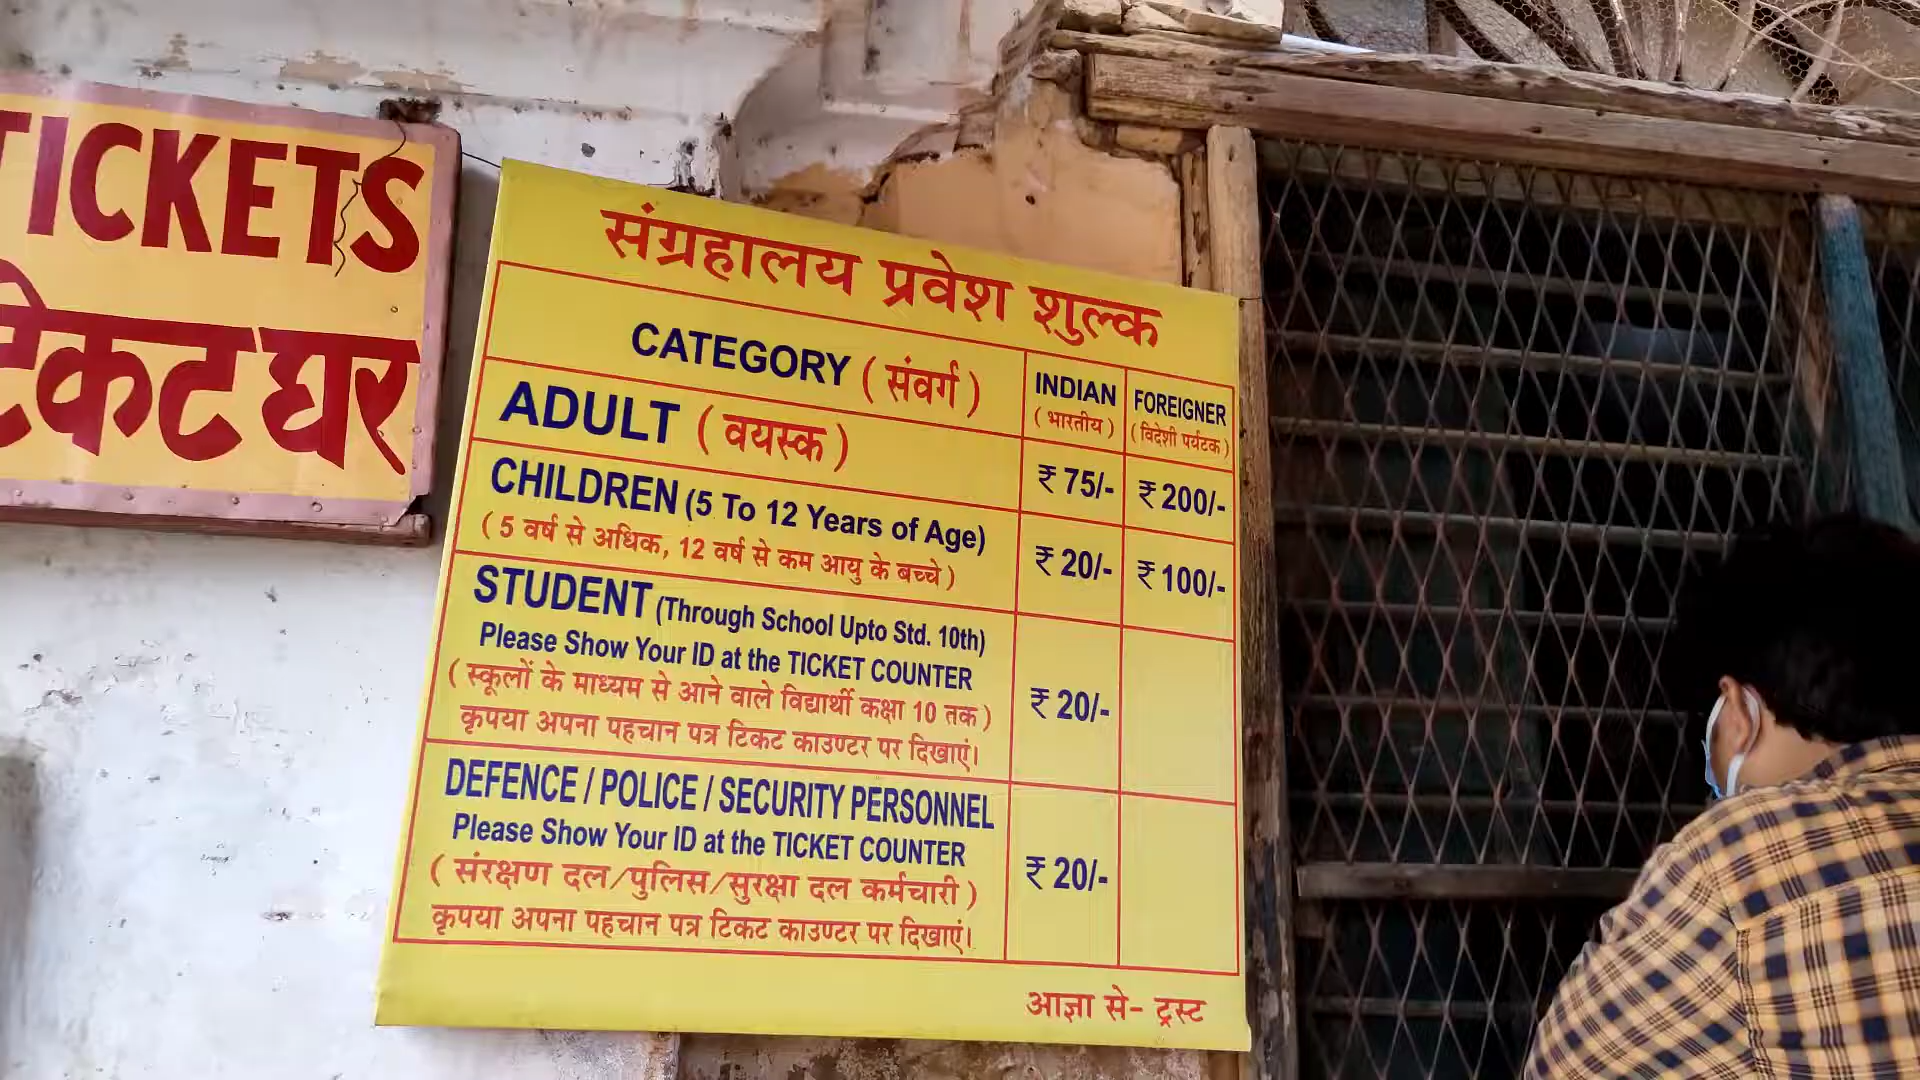 TICKETS
टिकट घर
संग्रहालय प्रवेश शुल्क
CATEGORY ( संवर्ग )
INDIAN
( भारतीय )
FOREIGNER
( विदेशी पर्यटक )
ADULT ( वयस्क )
₹ 75/-
₹ 200/-
CHILDREN (5 To 12 Years of Age)
( 5 वर्ष से अधिक, 12 वर्ष से कम आयु के बच्चे )
₹ 20/-
₹ 100/-
STUDENT (Through School Upto Std. 10th)
Please Show Your ID at the TICKET COUNTER
( स्कूलों के माध्यम से आने वाले विद्यार्थी कक्षा 10 तक )
कृपया अपना पहचान पत्र टिकट काउण्टर पर दिखाएं।
₹ 20/-
DEFENCE / POLICE / SECURITY PERSONNEL
Please Show Your ID at the TICKET COUNTER
( संरक्षण दल/पुलिस/सुरक्षा दल कर्मचारी )
कृपया अपना पहचान पत्र टिकट काउण्टर पर दिखाएं।
₹ 20/-
आज्ञा से- ट्रस्ट